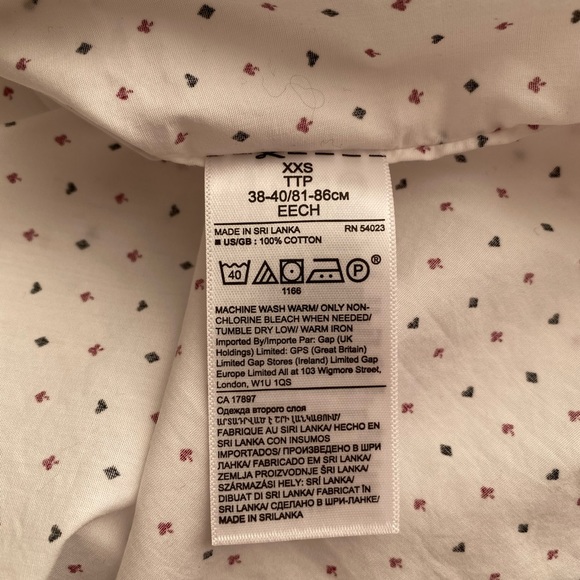 XXS
TTP
38-40/81-86CM
EECH
MADE IN SRI LANKA RN 54023
■ US/GB : 100% COTTON
40 P ®
1166
MACHINE WASH WARM/ ONLY NON-
CHLORINE BLEACH WHEN NEEDED/
TUMBLE DRY LOW/ WARM IRON
Imported By/Importe Par: Gap (UK
Holdings) Limited: GPS (Great Britain)
Limited Gap Stores (Ireland) Limited Gap
Europe Limited All at 103 Wigmore Street,
London, W1U 1QS
CA 17897
Одежда второго слоя
FABRIQUE AU SIRI LANKA/ HECHO EN
SRI LANKA CON INSUMOS
IMPORTADOS/ ПРОИЗВЕДЕНО В ШРИ
ЛАНКА/ FABRICADO EM SRI LANKA/
ZEMLJA PROIZVODNJE ŠRI LANKA/
SZÁRMAZÁSI HELY: SRÍ LANKA/
DIBUAT DI SRI LANKA/ FABRICAT ÎN
SRI LANKA/ СДЕЛАНО В ШРИ-ЛАНКЕ/
MADE IN SRILANKA